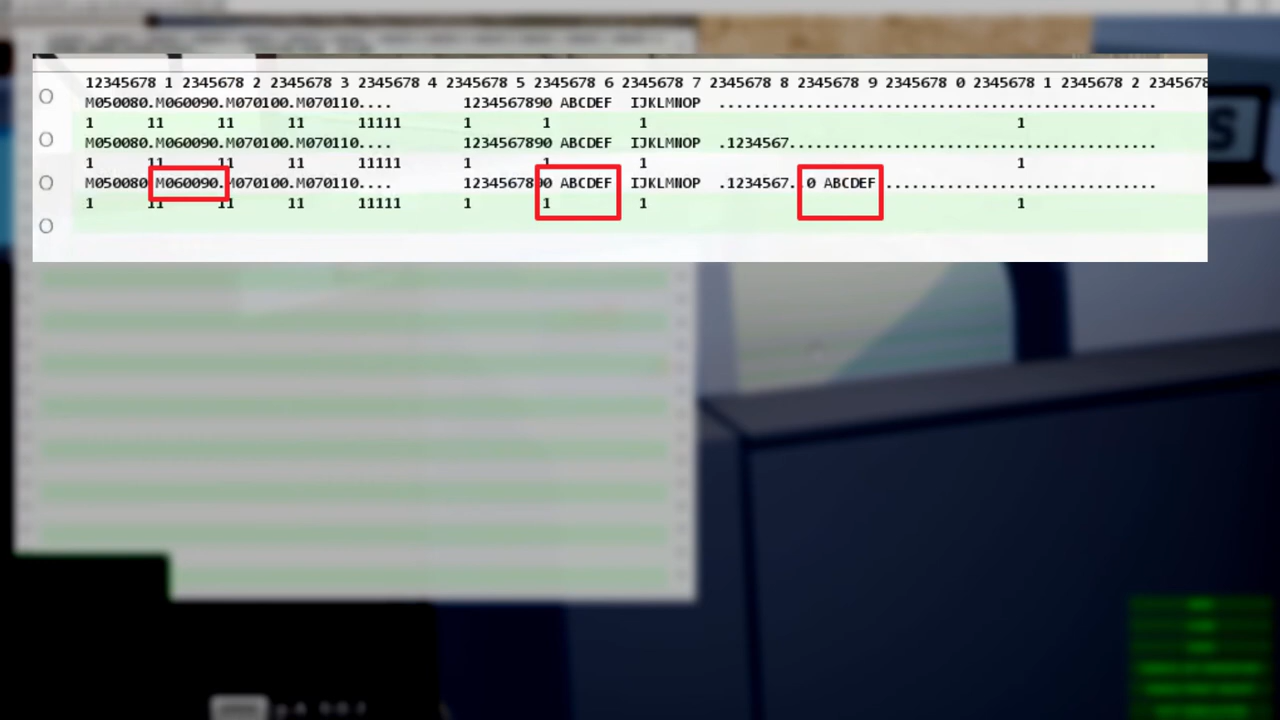 12345678 1 2345678 2 2345678 3 2345678 4 2345678 5 2345678 6 2345678 7 2345678 8 2345678 9 2345678 0 2345678 1 2345678 2 2345678
M050080.M060090.M070100.M070110....        1234567890 ABCDEF  IJKLMNOP  ..................................................
1      11      11      11      11111       1        1          1                                          1
M050080.M060090.M070100.M070110....        1234567890 ABCDEF  IJKLMNOP  .1234567..........................................
1      11      11      11      11111       1        1          1                                          1
M050080.M060090.M070100.M070110....        1234567890 ABCDEF  IJKLMNOP  .1234567..0 ABCDEF...............................
1      11      11      11      11111       1        1          1                                          1